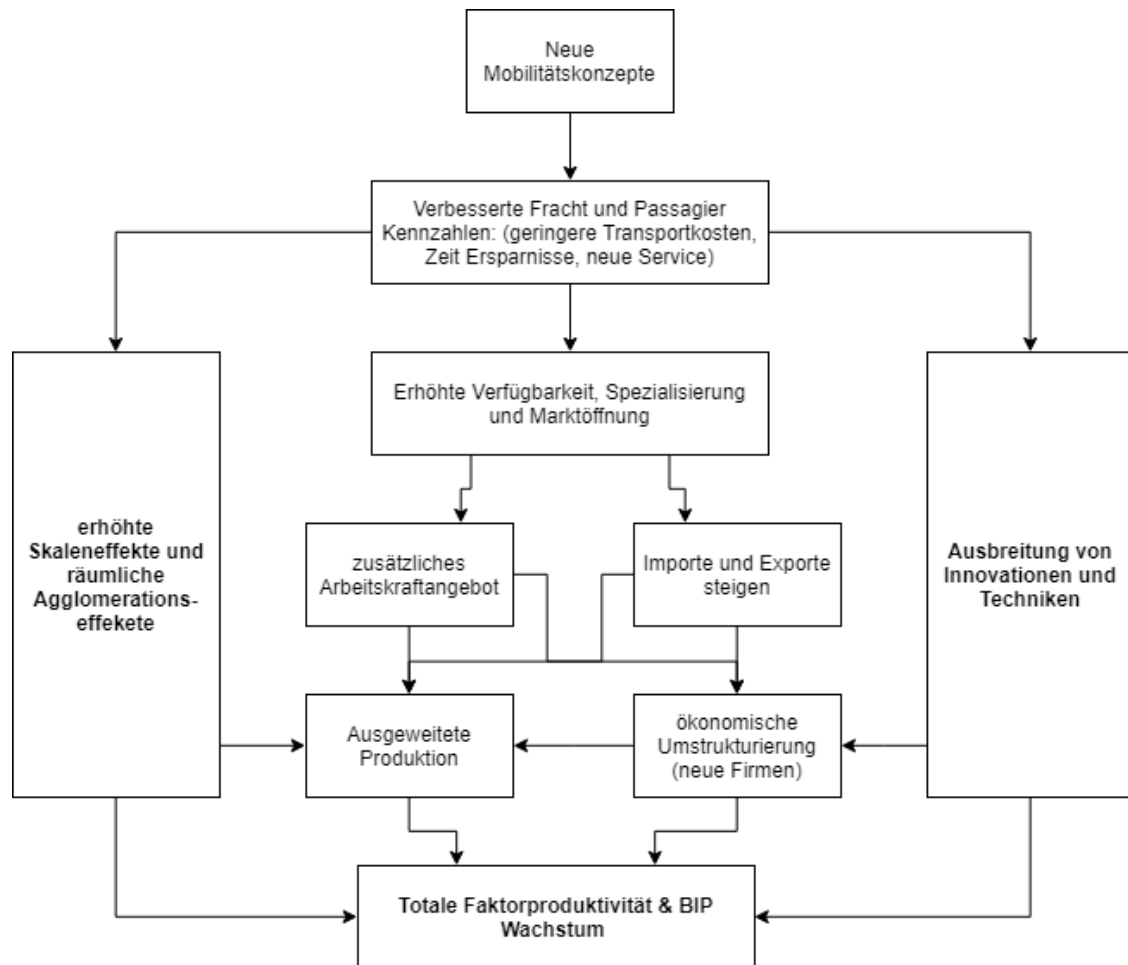 Neue
Mobilitätskonzepte
Verbesserte Fracht und Passagier
Kennzahlen: (geringere Transportkosten,
Zeit Ersparnisse, neue Service)
Erhöhte Verfügbarkeit, Spezialisierung
und Marktöffnung
erhöhte
Skaleneffekte und
räumliche
Agglomerations-
effekete
zusätzliches
Arbeitskraftangebot
Importe und Exporte
steigen
Ausbreitung von
Innovationen und
Techniken
Ausgeweitete
Produktion
ökonomische
Umstrukturierung
(neue Firmen)
Totale Faktorproduktivität & BIP
Wachstum